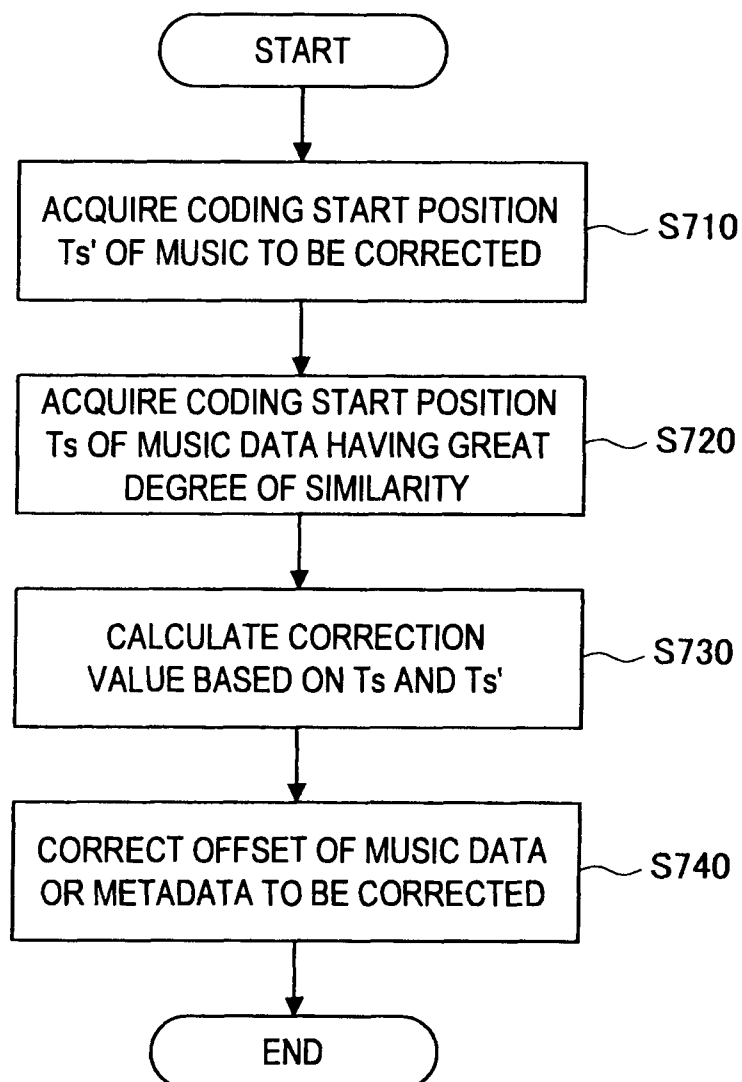 START
ACQUIRE CODING START POSITION
Ts' OF MUSIC TO BE CORRECTED
S710
ACQUIRE CODING START POSITION
Ts OF MUSIC DATA HAVING GREAT
DEGREE OF SIMILARITY
S720
CALCULATE CORRECTION
VALUE BASED ON Ts AND Ts'
S730
CORRECT OFFSET OF MUSIC DATA
OR METADATA TO BE CORRECTED
S740
END